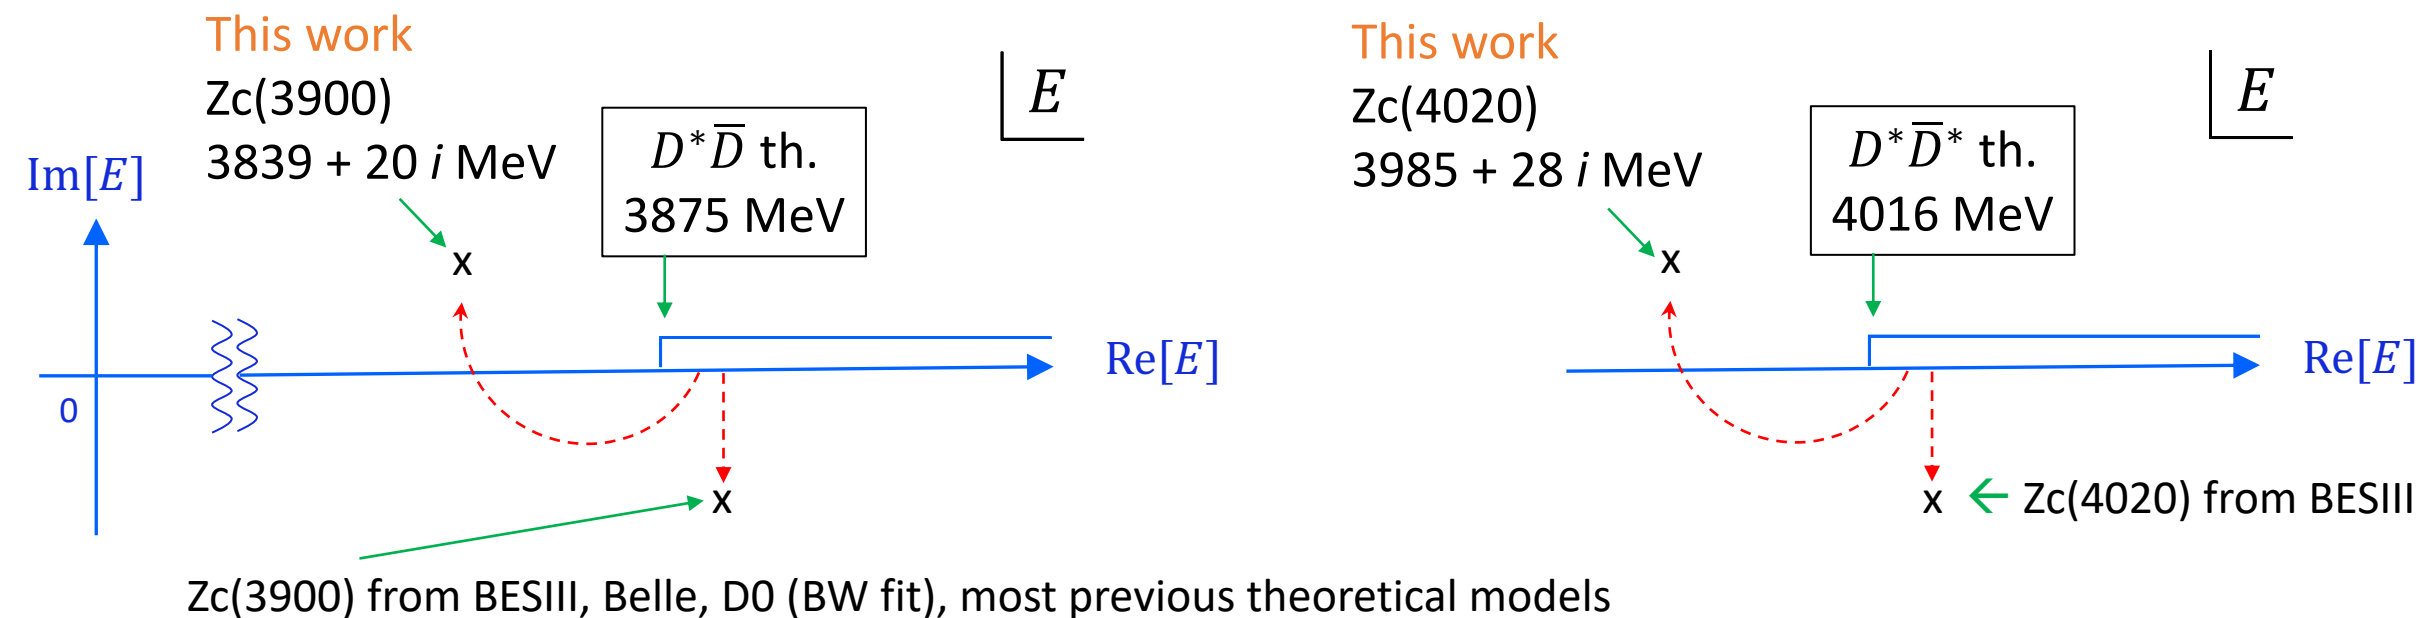 This work
Zc(3900)
3839 + 20 i MeV
Im[E]
D*D̅ th.
3875 MeV
E
0
Re[E]
Zc(3900) from BESIII, Belle, D0 (BW fit), most previous theoretical models
x
x
This work
Zc(4020)
3985 + 28 i MeV
D*D̅* th.
4016 MeV
E
Re[E]
x
x ← Zc(4020) from BESIII